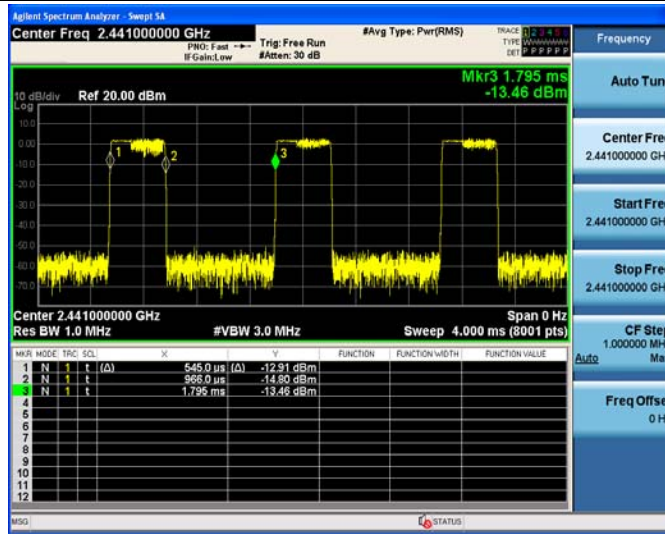 Agilent Spectrum Analyzer - Swept SA
Center Freq 2.441000000 GHz
PNO: Fast
IFGain:Low
Trig: Free Run
#Atten: 30 dB
#Avg Type: Pwr(RMS)
TRACE 1 2 3 4 5 6
TYPE W
DET P P P P P P
Mkr3 1.795 ms
-13.46 dBm
10 dB/div Ref 20.00 dBm
Log
10.0
0.00
-10.0
-20.0
-30.0
-40.0
-50.0
-60.0
-70.0
1
2
3
Center 2.441000000 GHz Span 0 Hz
Res BW 1.0 MHz #VBW 3.0 MHz Sweep 4.000 ms (8001 pts)
MKR MODE TRC SCL X Y FUNCTION FUNCTION WIDTH FUNCTION VALUE
1 N 1 t (Δ) 545.0 us (Δ) -12.91 dBm
2 N 1 t 966.0 us -14.80 dBm
3 N 1 t 1.795 ms -13.46 dBm
4
5
6
7
8
9
10
11
12
MSG STATUS
Frequency
Auto Tun
Center Fre
2.441000000 GH
Start Fre
2.441000000 GH
Stop Fre
2.441000000 GH
CF Ste
1.000000 MH
Auto Ma
Freq Offse
0 H